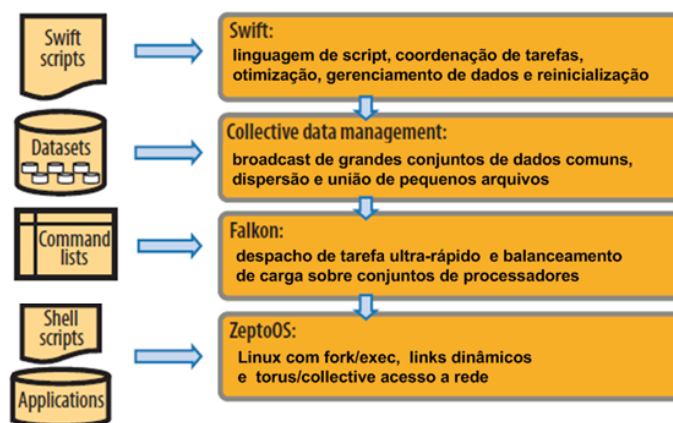 Swift
scripts
Swift:
linguagem de script, coordenação de tarefas,
otimização, gerenciamento de dados e reinicialização
Datasets
Collective data management:
broadcast de grandes conjuntos de dados comuns,
dispersão e união de pequenos arquivos
Command
lists
Falkon:
despacho de tarefa ultra-rápido e balanceamento
de carga sobre conjuntos de processadores
Shell
scripts
Applications
ZeptoOS:
Linux com fork/exec, links dinâmicos
e torus/collective acesso a rede